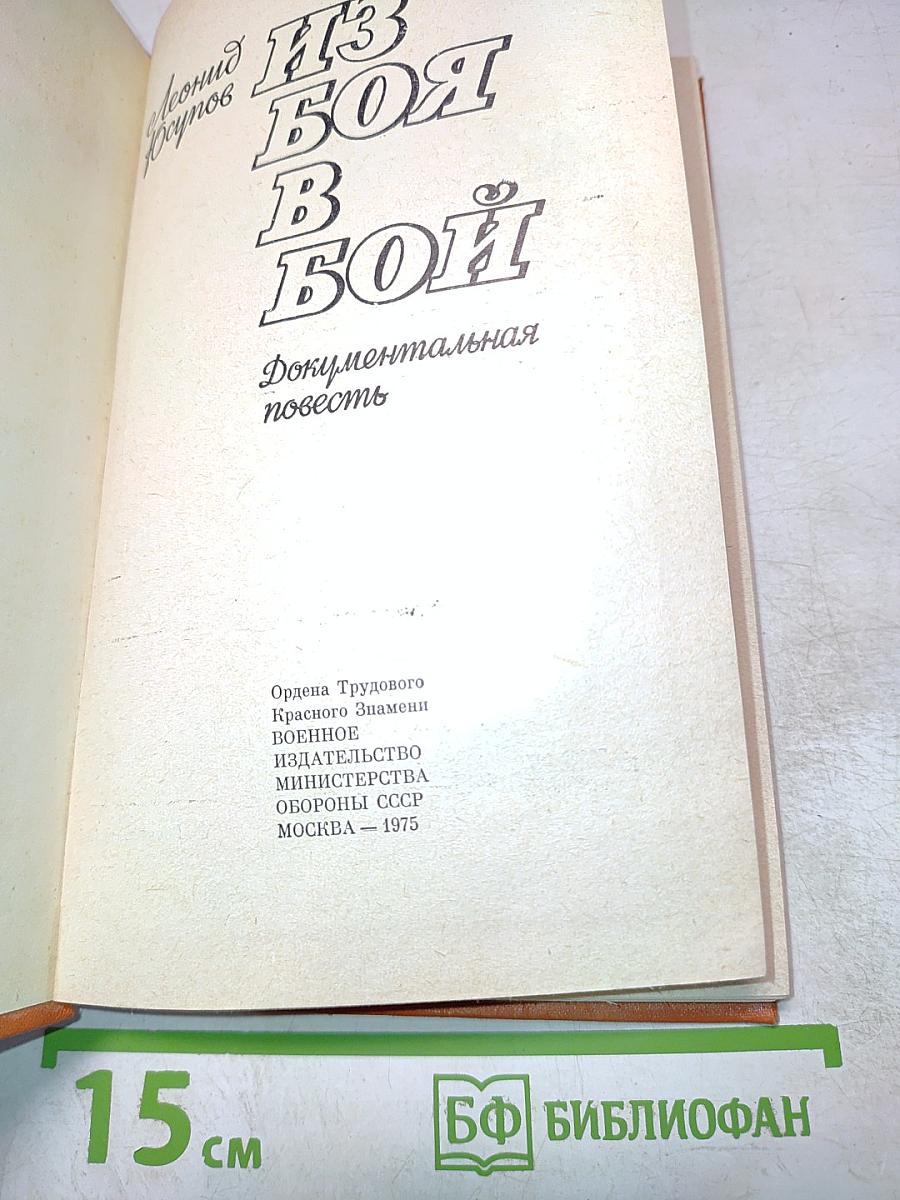 Леонид
Юсупов
ИЗ
БОЯ
В
БОЙ
Документальная
повесть
Ордена Трудового
Красного Знамени
ВОЕННОЕ
ИЗДАТЕЛЬСТВО
МИНИСТЕРСТВА
ОБОРОНЫ СССР
МОСКВА — 1975
15 см
БФ БИБЛИОФАН